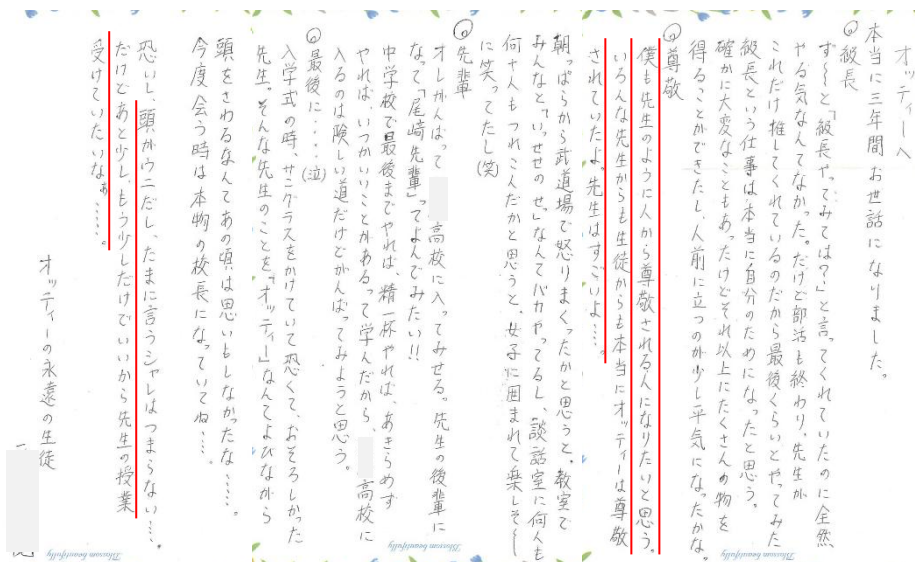 オッティーへ
本当に三年間お世話になりました。
◎級長
ず〜と「級長やってみては？」と言ってくれていたのに全然
やる気なんてなかった。だけど部活も終わり、先生が
これだけ推してくれているのだから最後くらいとやってみた
級長という仕事は本当に自分のためになったと思う。
確かに大変なこともあったけどそれ以上にたくさんの物を
得ることができたし、人前に立つのが少し平気になったかな。
◎尊敬
僕も先生のように人から尊敬される人になりたいと思う。
いろんな先生からも生徒からも本当にオッティーは尊敬
されていたよ。先生はすごいよ….
朝っぱらから武道場で怒りまくったかと思うと、教室で
みんなと「いっせせのせ」なんてバカやってるし、談話室に何人も
何十人もつれこんだかと思うと、女子に囲まれて楽しそ〜
に笑ってたし(笑)
◎先輩
オレがんばって 高校に入ってみせる。先生の後輩に
なって「尾崎先輩」ってよんでみたい!!
中学校で最後までやれば、精一杯やれば、あきらめず
やれば、いつかいいことがあるって学んだから、 高校に
入るのは険しい道だけどがんばってみようと思う。
◎最後に….(泣)
入学式の時、サングラスをかけていて恐くて、おそろしかった
先生。そんな先生のことを「オッティー」なんてよびながら
頭をさわるなんてあの頃は思いもしなかったな….
今度会う時は本物の校長になっていてね….
恐いし、頭がウニだし、たまに言うシャレはつまらない….
だけどあと少し、もう少しだけでいいから先生の授業
受けていたいなぁ……。
オッティーの永遠の生徒
Blossom beautifully
Blossom beautifully
Blossom beautifully